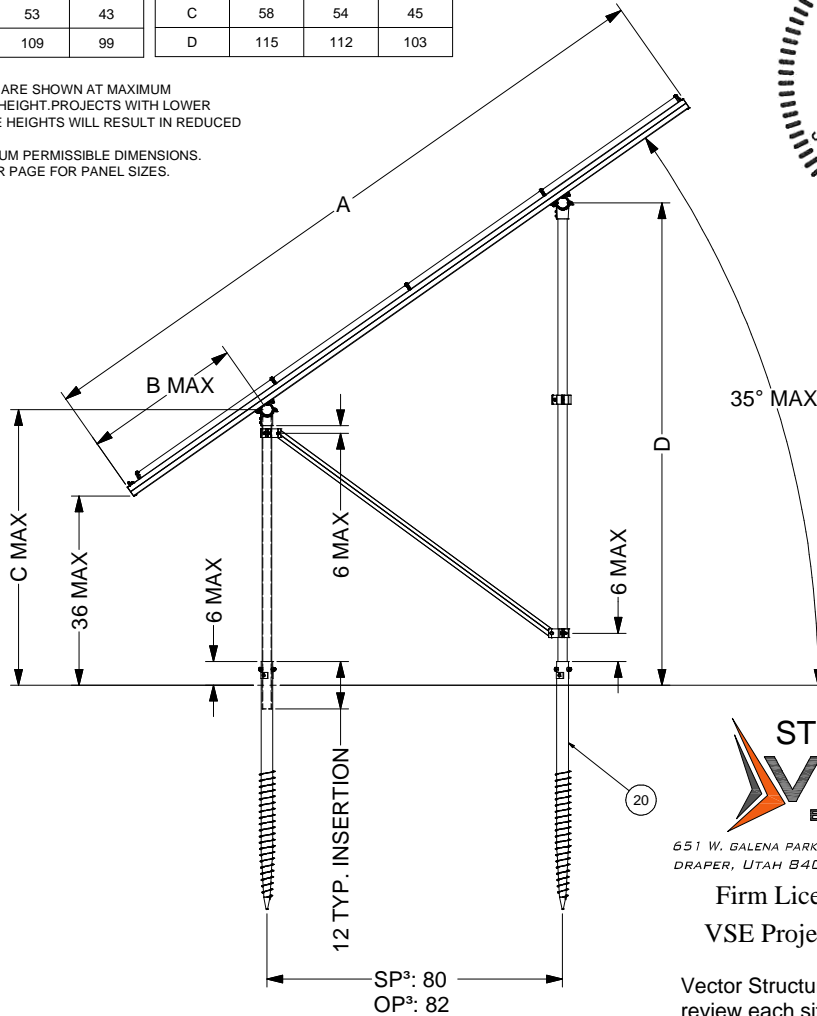 53 43
109 99
C 58 54 45
D 115 112 103
ARE SHOWN AT MAXIMUM
HEIGHT.PROJECTS WITH LOWER
HEIGHTS WILL RESULT IN REDUCED
PERMISSIBLE DIMENSIONS.
PAGE FOR PANEL SIZES.
A
B MAX
35° MAX
C MAX
36 MAX
6 MAX
6 MAX
D
6 MAX
12 TYP. INSERTION
20
SP³: 80
OP³: 82
ST
V
E
651 W. GALENA PARK
DRAPER, UTAH 840
Firm Lice
VSE Proje
Vector Structu
review each si